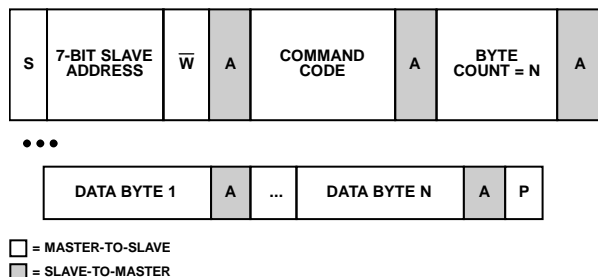 S 7-BIT SLAVE ADDRESS W̅ A COMMAND CODE A BYTE COUNT = N A
•••
DATA BYTE 1 A ... DATA BYTE N A P
= MASTER-TO-SLAVE
= SLAVE-TO-MASTER